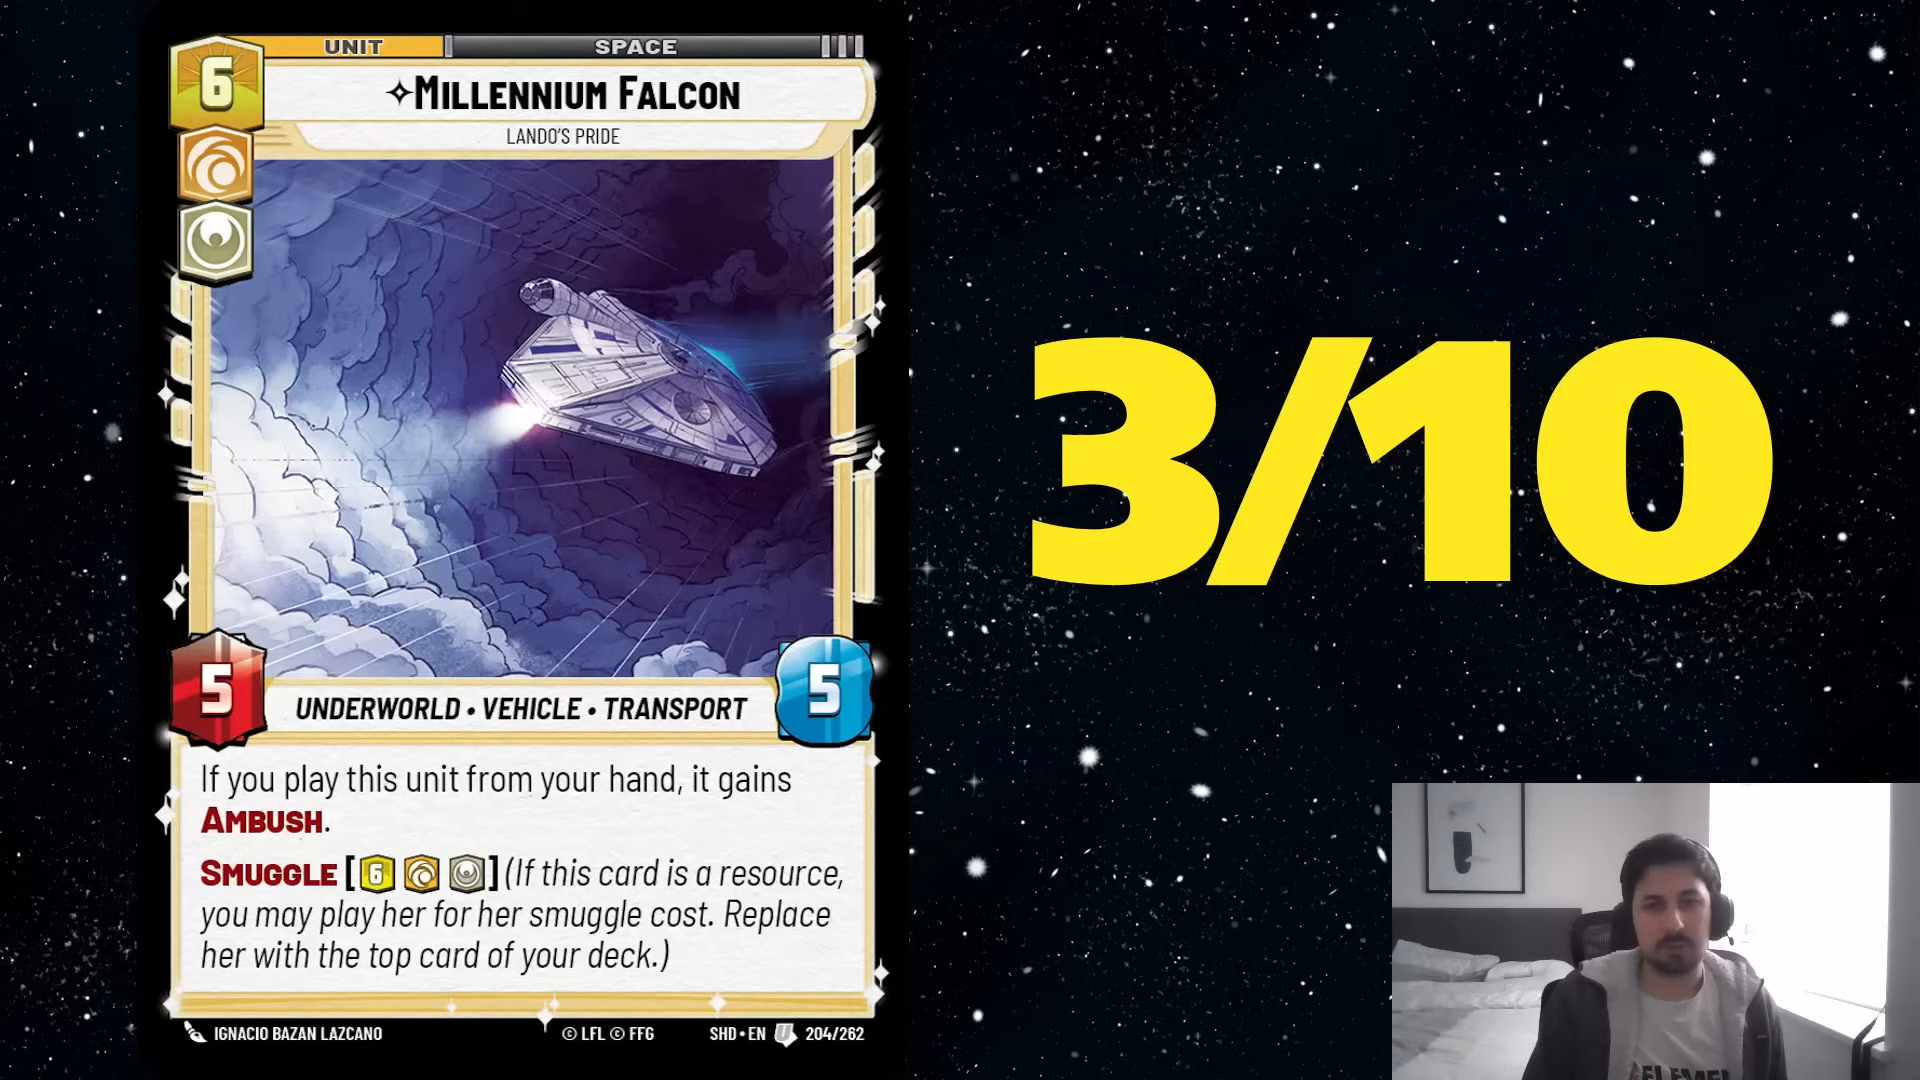 UNIT
SPACE
6
MILLENNIUM FALCON
LANDO'S PRIDE
3/10
5
UNDERWORLD • VEHICLE • TRANSPORT
5
If you play this unit from your hand, it gains
AMBUSH.
SMUGGLE [6] (If this card is a resource,
you may play her for her smuggle cost. Replace
her with the top card of your deck.)
IGNACIO BAZAN LAZCANO
© LFL © FFG
SHD • EN
U
204/262